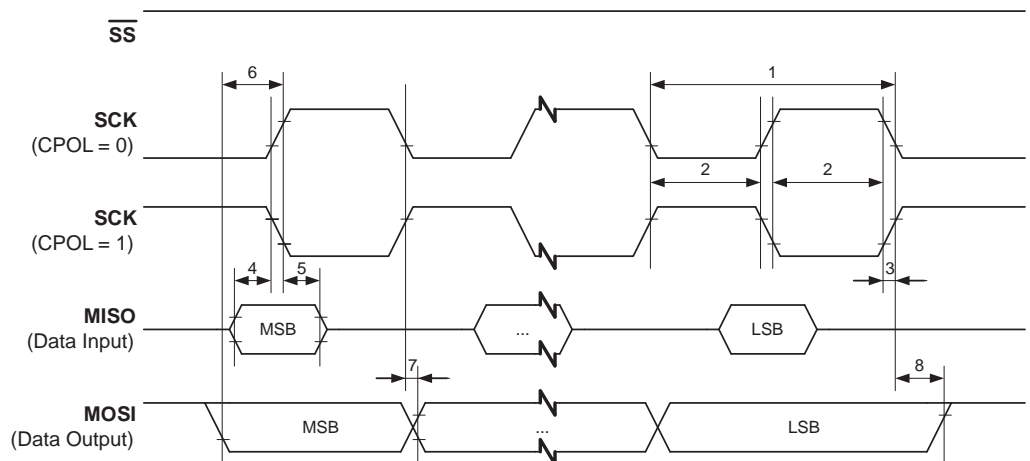 SS
6
1
SCK
(CPOL = 0)
2
2
SCK
(CPOL = 1)
4
5
3
MISO
(Data Input)
MSB
...
LSB
7
8
MOSI
(Data Output)
MSB
...
LSB